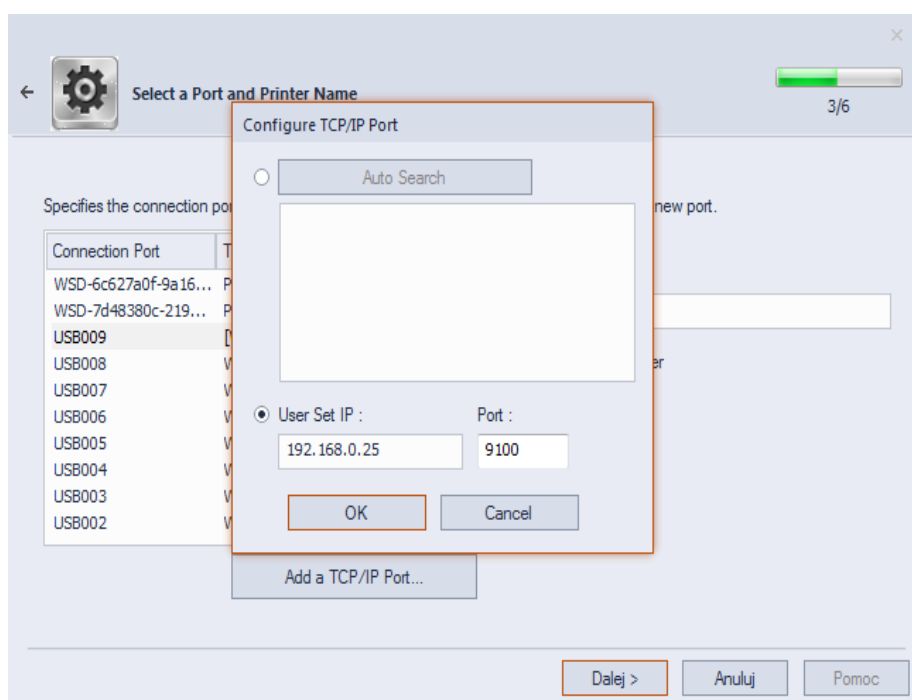 Select a Port and Printer Name
3/6
Configure TCP/IP Port
Auto Search
Specifies the connection por
new port.
Connection Port T
WSD-6c627a0f-9a16... P
WSD-7d48380c-219... P
USB009
USB008 W
er
USB007 W
USB006 W
User Set IP : Port :
USB005 W
192.168.0.25 9100
USB004 W
USB003 W
OK Cancel
USB002 W
Add a TCP/IP Port...
Dalej > Anuluj Pomoc